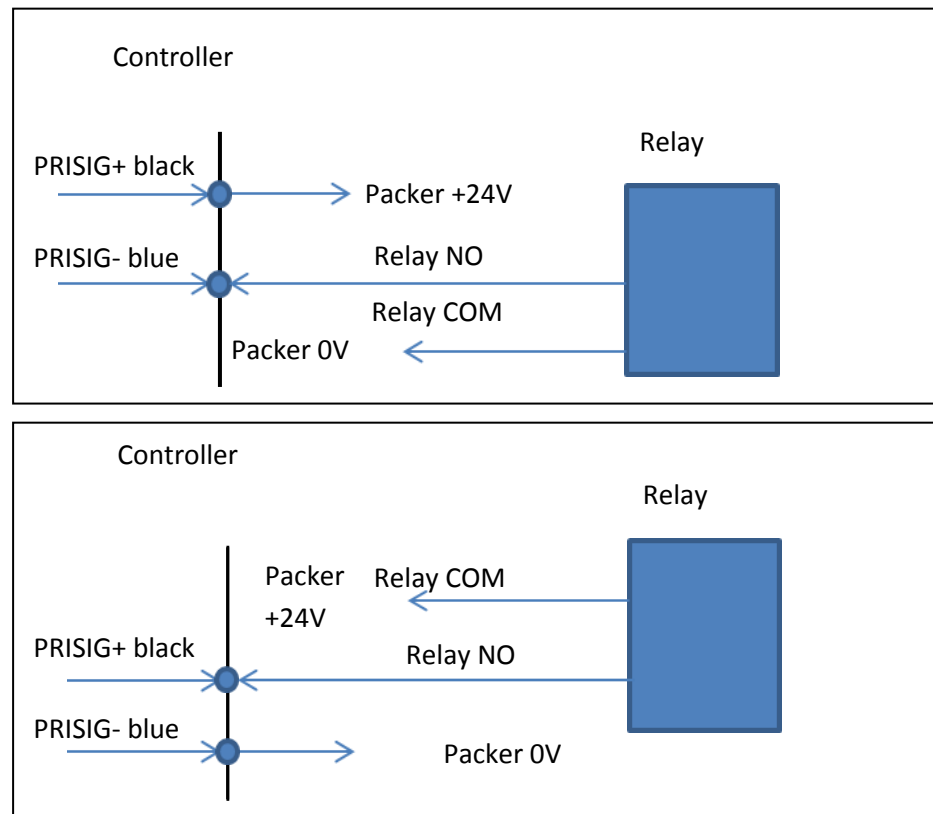 Controller
Relay
PRISIG+ black
Packer +24V
PRISIG- blue
Relay NO
Relay COM
Packer 0V
Controller
Relay
Packer
+24V
Relay COM
PRISIG+ black
Relay NO
PRISIG- blue
Packer 0V